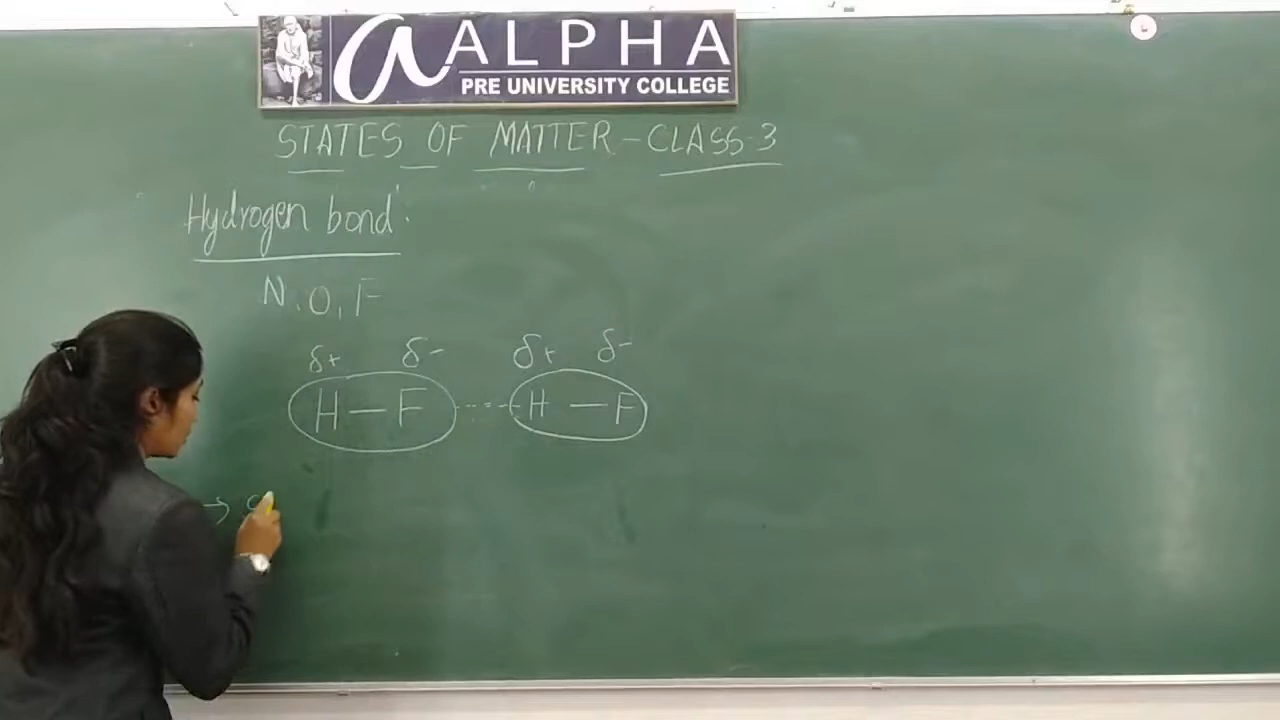 a ALPHA
PRE UNIVERSITY COLLEGE
STATES OF MATTER - CLASS-3
Hydrogen bond:
N, O, F
δ+ δ- δ+ δ-
H — F ----- H — F
→